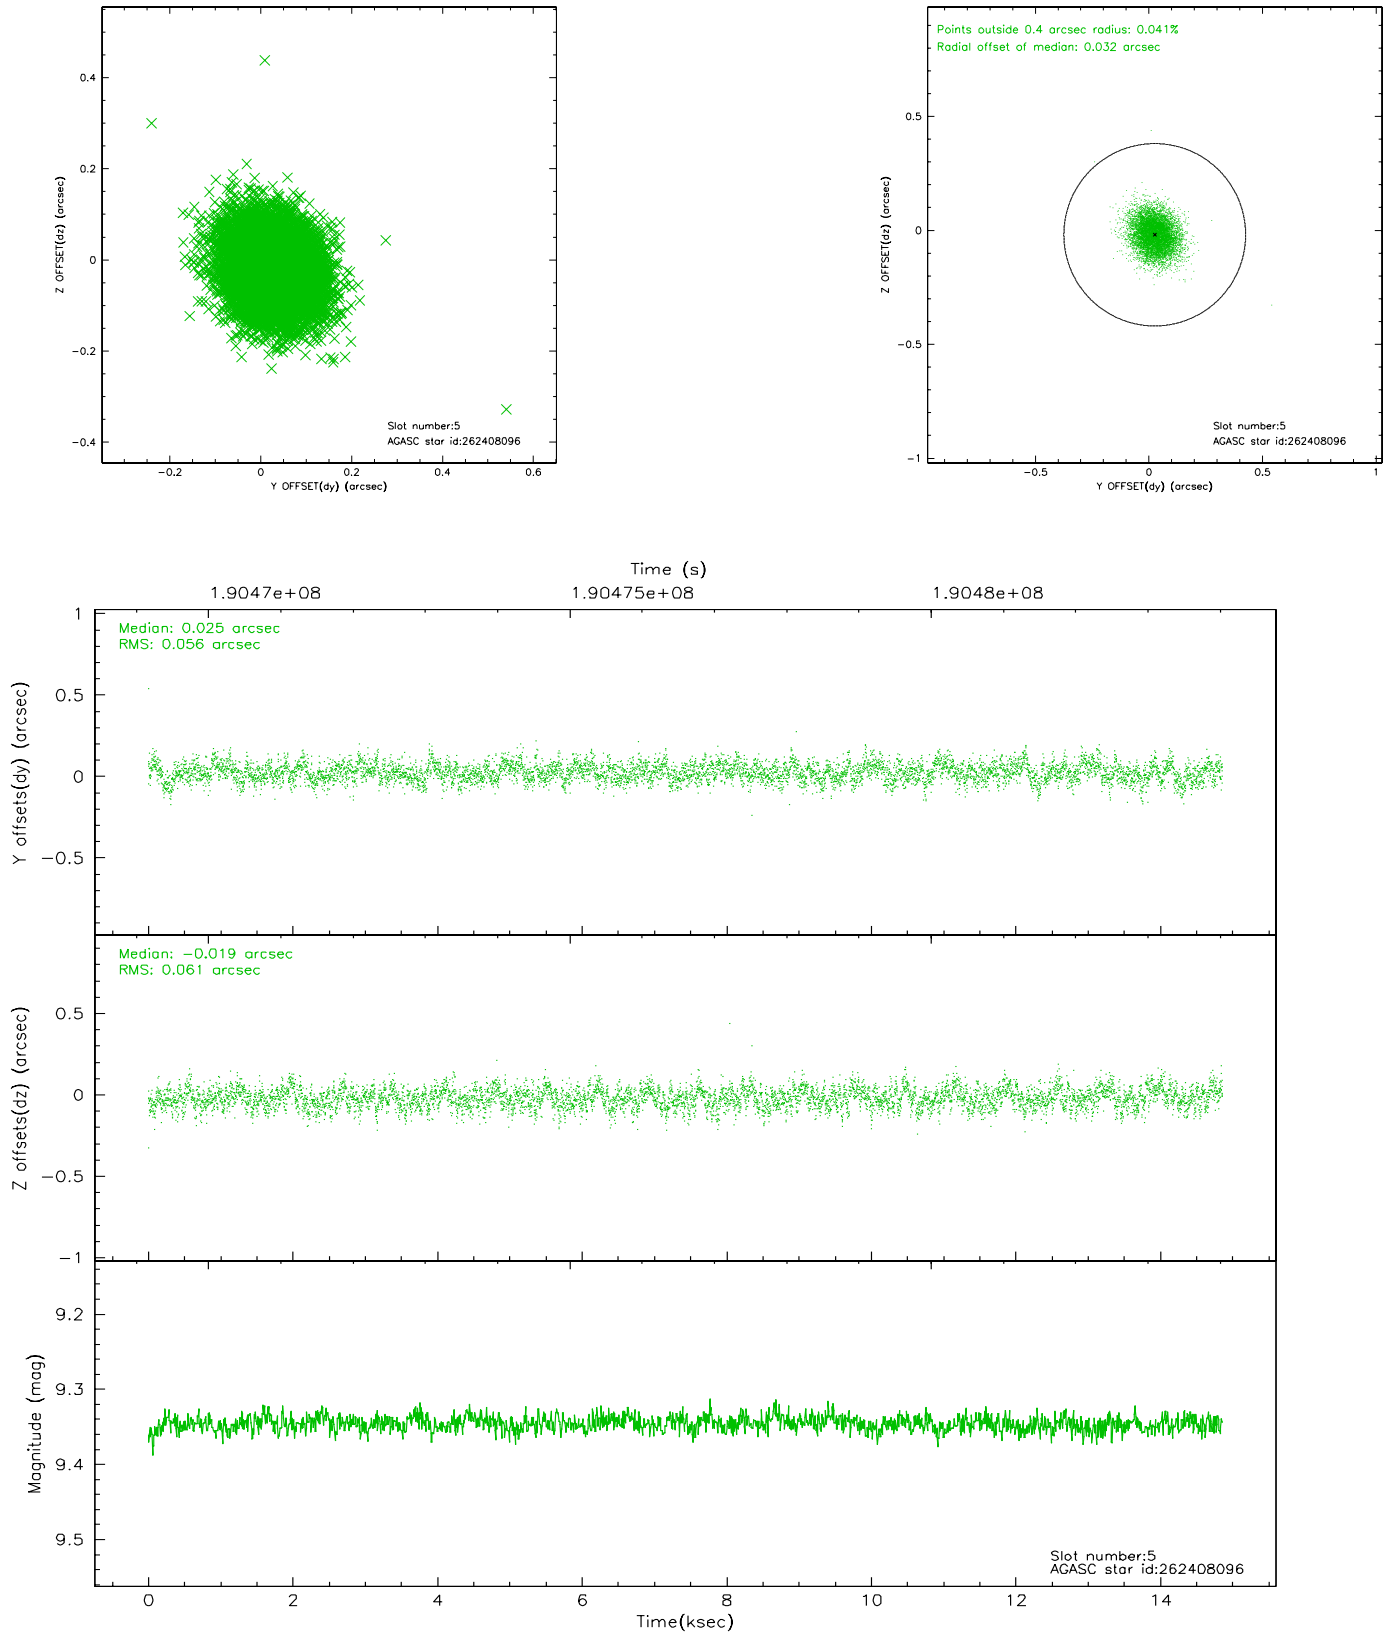 0.4
0.2
0
−0.2
−0.4
Z OFFSET(dz) (arcsec)
Slot number:5
AGASC star id:262408096
−0.2 0 0.2 0.4 0.6
Y OFFSET(dy) (arcsec)
Points outside 0.4 arcsec radius: 0.041%
Radial offset of median: 0.032 arcsec
0.5
0
−0.5
−1
Z OFFSET(dz) (arcsec)
Slot number:5
AGASC star id:262408096
−0.5 0 0.5 1
Y OFFSET(dy) (arcsec)
Time (s)
1.9047e+08 1.90475e+08 1.9048e+08
Median: 0.025 arcsec
RMS: 0.056 arcsec
1
0.5
0
−0.5
Y offsets(dy) (arcsec)
Median: −0.019 arcsec
RMS: 0.061 arcsec
0.5
0
−0.5
−1
Z offsets(dz) (arcsec)
9.2
9.3
9.4
9.5
Magnitude (mag)
Slot number:5
AGASC star id:262408096
0 2 4 6 8 10 12 14
Time(ksec)